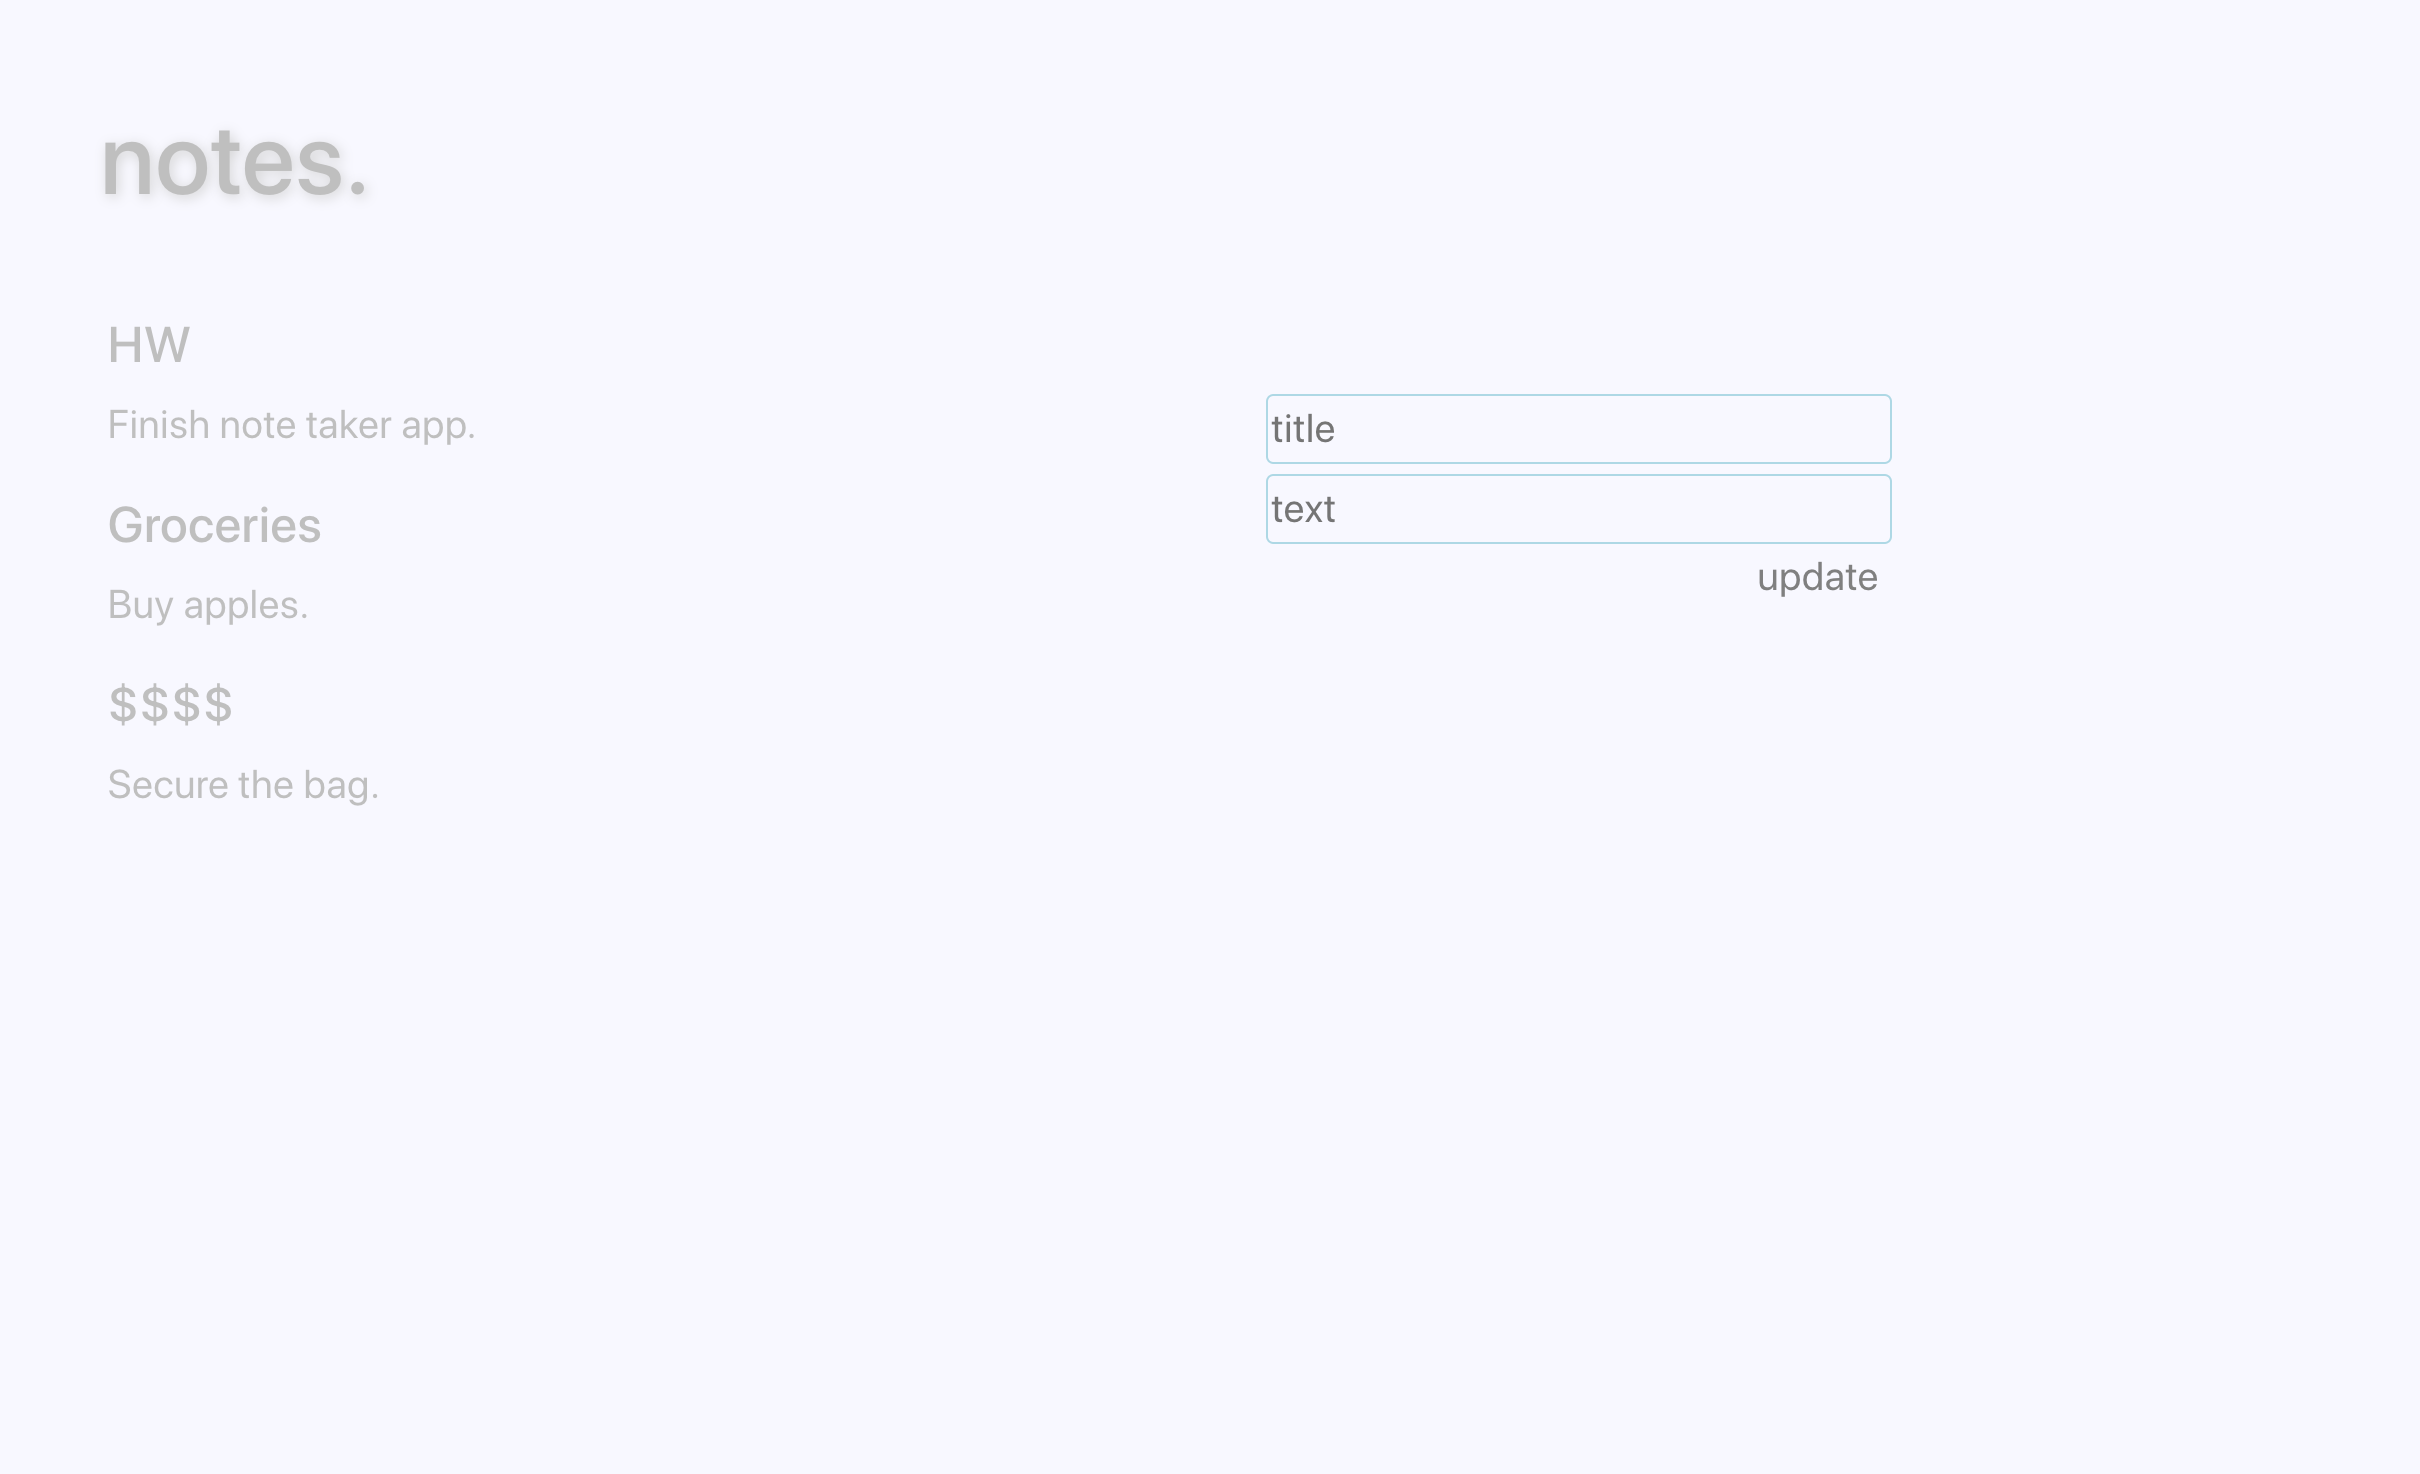 notes.
HW
Finish note taker app.
Groceries
Buy apples.
$$$$
Secure the bag.
title
text
update